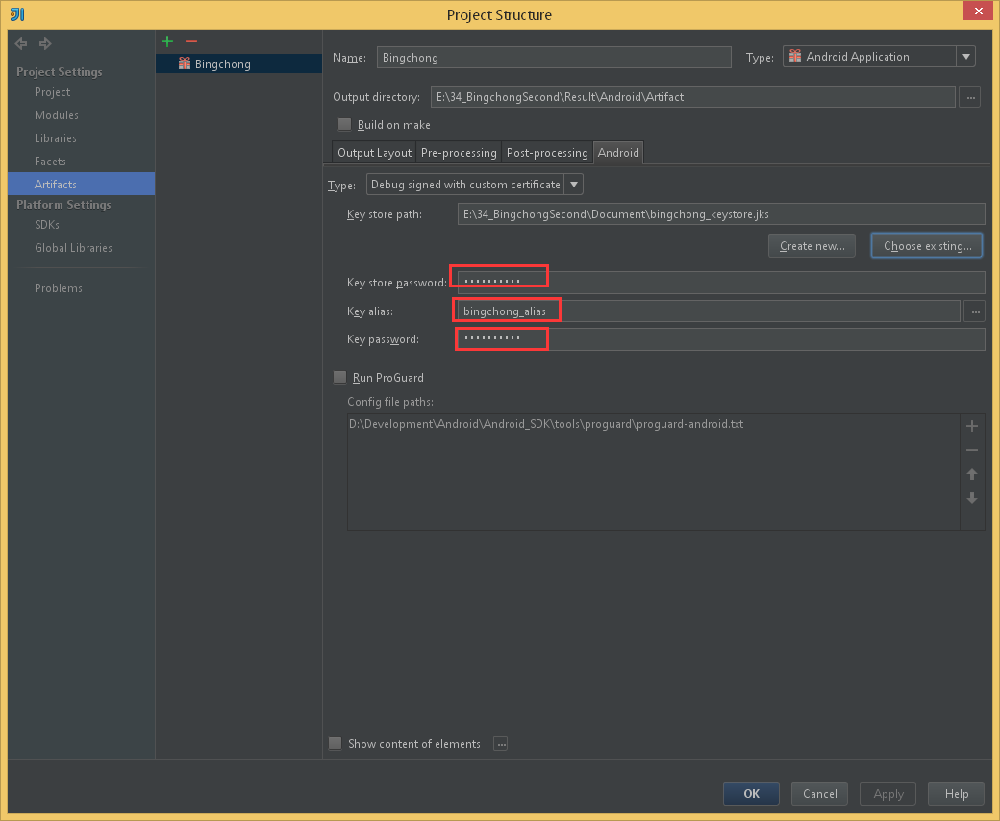 Project Structure
Project Settings
Project
Modules
Libraries
Facets
Artifacts
Platform Settings
SDKs
Global Libraries
Problems
Bingchong
Name: Bingchong Type: Android Application
Output directory: E:\34_BingchongSecond\Result\Android\Artifact ...
Build on make
Output Layout Pre-processing Post-processing Android
Type: Debug signed with custom certificate
Key store path: E:\34_BingchongSecond\Document\bingchong_keystore.jks
Create new... Choose existing...
Key store password: ••••••••••
Key alias: bingchong_alias ...
Key password: ••••••••••
Run ProGuard
Config file paths:
D:\Development\Android\Android_SDK\tools\proguard\proguard-android.txt
Show content of elements ...
OK Cancel Apply Help